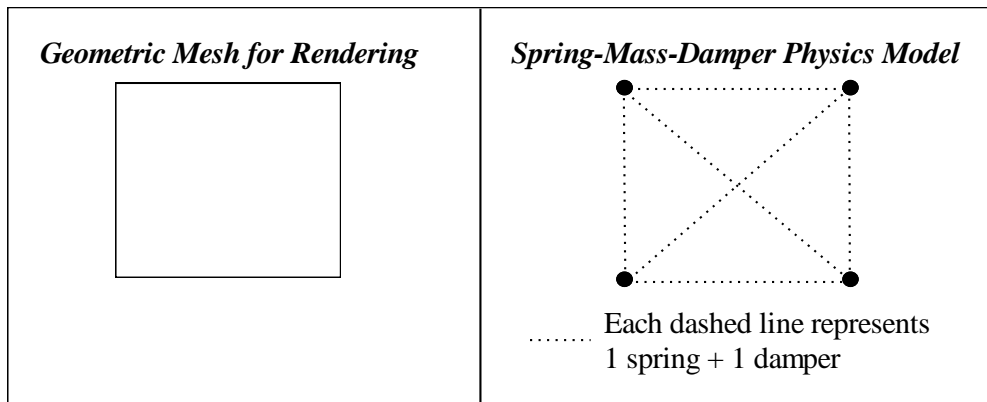 Geometric Mesh for Rendering
Spring-Mass-Damper Physics Model
Each dashed line represents
1 spring + 1 damper